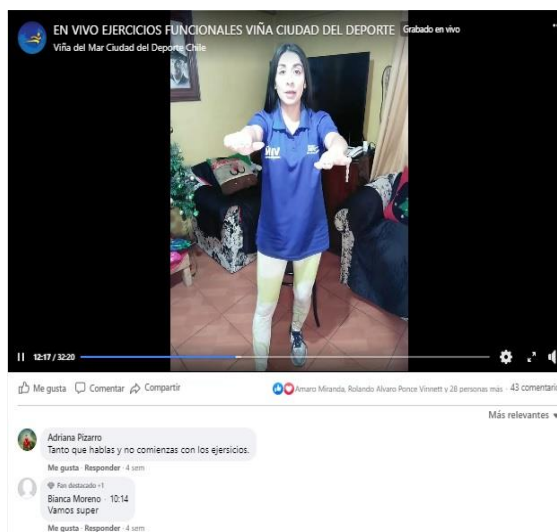 EN VIVO EJERCICIOS FUNCIONALES VIÑA CIUDAD DEL DEPORTE Grabado en vivo
Viña del Mar Ciudad del Deporte Chile
12:17 / 32:20
Me gusta Comentar Compartir Amaro Miranda, Rolando Alvaro Ponce Vinnett y 28 personas más · 43 comentario
Más relevantes
Adriana Pizarro
Tanto que hablas y no comienzas con los ejersicios.
Me gusta · Responder · 4 sem
Fan destacado +1
Bianca Moreno · 10:14
Vamos super
Me gusta · Responder · 4 sem